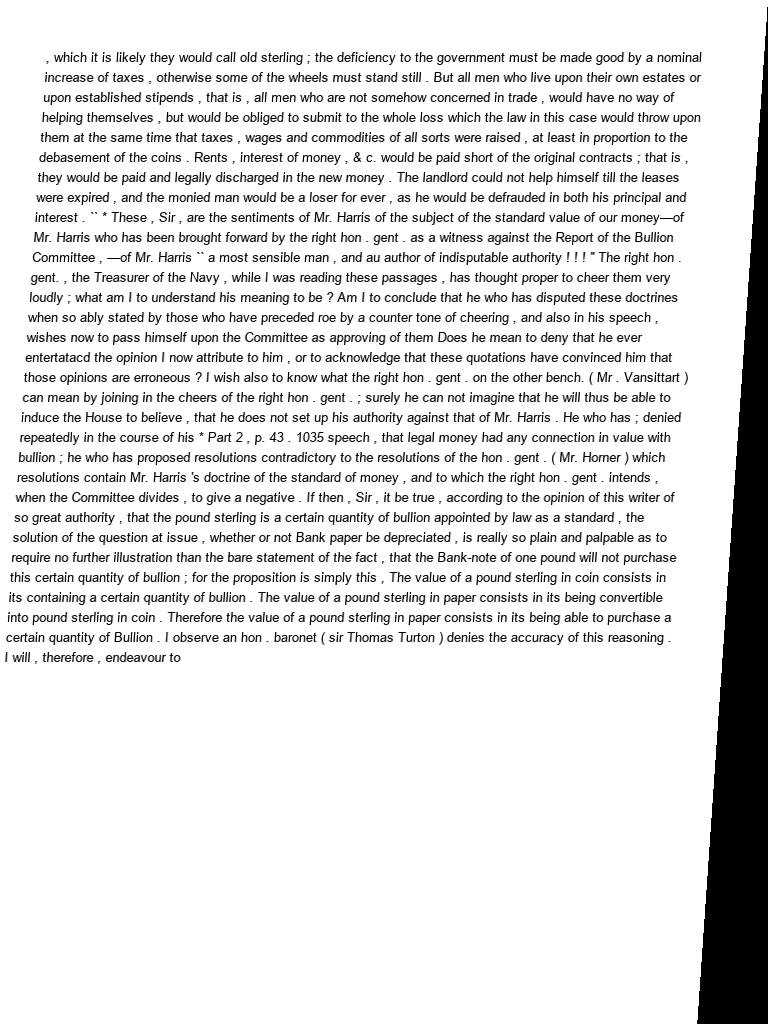 , which it is likely they would call old sterling ; the deficiency to the government must be made good by a nominal
increase of taxes , otherwise some of the wheels must stand still . But all men who live upon their own estates or
upon established stipends , that is , all men who are not somehow concerned in trade , would have no way of
helping themselves , but would be obliged to submit to the whole loss which the law in this case would throw upon
them at the same time that taxes , wages and commodities of all sorts were raised , at least in proportion to the
debasement of the coins . Rents , interest of money , & c. would be paid short of the original contracts ; that is ,
they would be paid and legally discharged in the new money . The landlord could not help himself till the leases
were expired , and the monied man would be a loser for ever , as he would be defrauded in both his principal and
interest . `` * These , Sir , are the sentiments of Mr. Harris of the subject of the standard value of our money—of
Mr. Harris who has been brought forward by the right hon . gent . as a witness against the Report of the Bullion
Committee , —of Mr. Harris `` a most sensible man , and au author of indisputable authority ! ! ! " The right hon .
gent. , the Treasurer of the Navy , while I was reading these passages , has thought proper to cheer them very
loudly ; what am I to understand his meaning to be ? Am I to conclude that he who has disputed these doctrines
when so ably stated by those who have preceded roe by a counter tone of cheering , and also in his speech ,
wishes now to pass himself upon the Committee as approving of them Does he mean to deny that he ever
entertatacd the opinion I now attribute to him , or to acknowledge that these quotations have convinced him that
those opinions are erroneous ? I wish also to know what the right hon . gent . on the other bench. ( Mr . Vansittart )
can mean by joining in the cheers of the right hon . gent . ; surely he can not imagine that he will thus be able to
induce the House to believe , that he does not set up his authority against that of Mr. Harris . He who has ; denied
repeatedly in the course of his * Part 2 , p. 43 . 1035 speech , that legal money had any connection in value with
bullion ; he who has proposed resolutions contradictory to the resolutions of the hon . gent . ( Mr. Horner ) which
resolutions contain Mr. Harris 's doctrine of the standard of money , and to which the right hon . gent . intends ,
when the Committee divides , to give a negative . If then , Sir , it be true , according to the opinion of this writer of
so great authority , that the pound sterling is a certain quantity of bullion appointed by law as a standard , the
solution of the question at issue , whether or not Bank paper be depreciated , is really so plain and palpable as to
require no further illustration than the bare statement of the fact , that the Bank-note of one pound will not purchase
this certain quantity of bullion ; for the proposition is simply this , The value of a pound sterling in coin consists in
its containing a certain quantity of bullion . The value of a pound sterling in paper consists in its being convertible
into pound sterling in coin . Therefore the value of a pound sterling in paper consists in its being able to purchase a
certain quantity of Bullion . I observe an hon . baronet ( sir Thomas Turton ) denies the accuracy of this reasoning .
I will , therefore , endeavour to